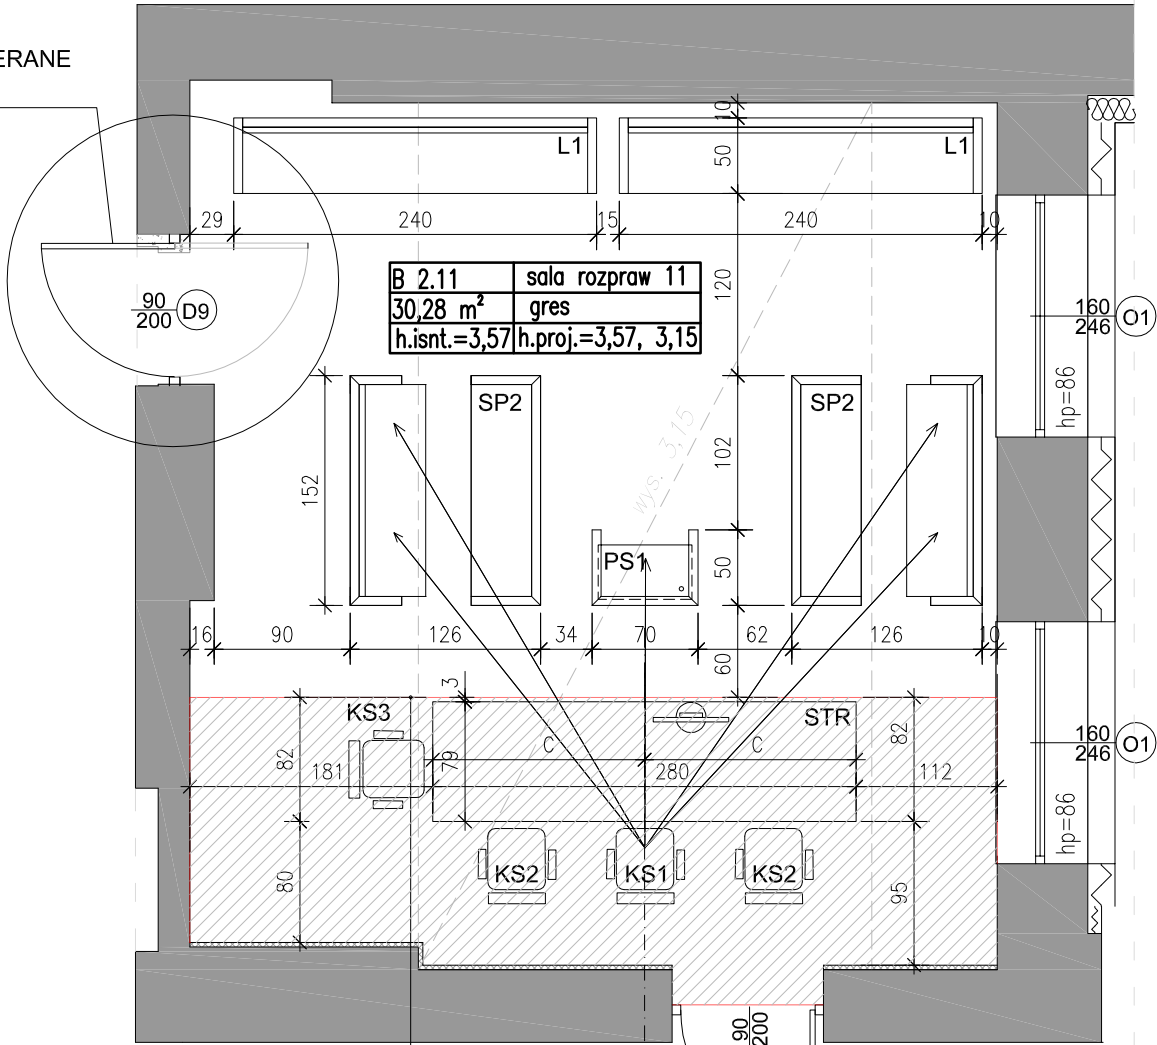 ERANE
L1
L1
10
50
29
240
15
240
10
B 2.11 sala rozpraw 11
30,28 m² gres
h.isnt.=3,57 h.proj.=3,57, 3,15
120
90
200
D9
160
246
O1
hp=86
SP2
SP2
wys. 3,15
102
152
PS1
50
16
90
126
34
70
62
126
10
60
3
KS3
STR
82
79
C
C
82
181
280
112
160
246
O1
hp=86
KS2
KS1
KS2
80
95
90
200